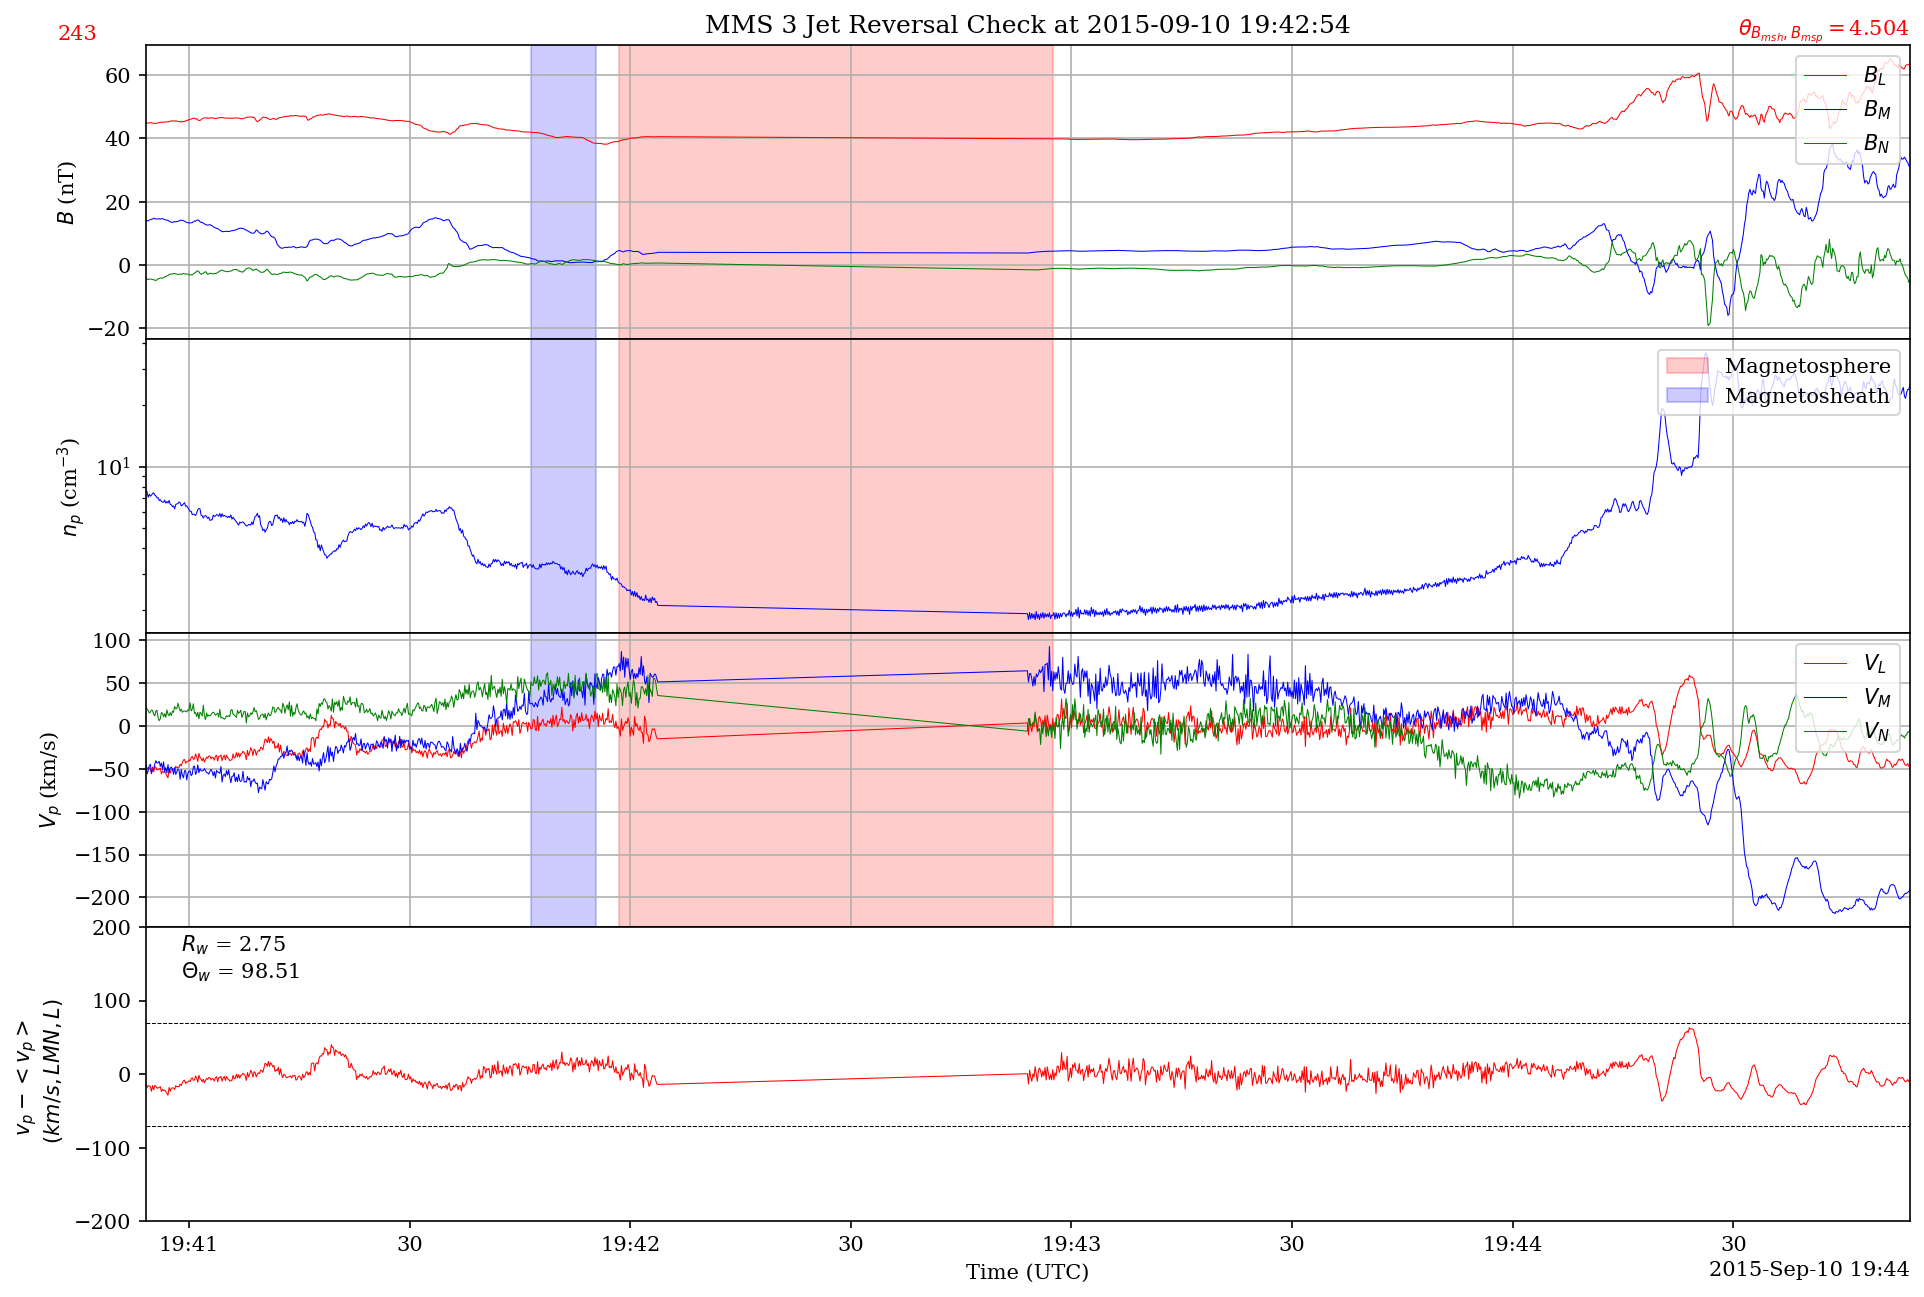 MMS 3 Jet Reversal Check at 2015-09-10 19:42:54
243
θ_{B_{msh}, B_{msp}} = 4.504
60
40
20
0
−20
B (nT)
B_L
B_M
B_N
10^1
n_p (cm^{−3})
Magnetosphere
Magnetosheath
100
50
0
−50
−100
−150
−200
V_p (km/s)
V_L
V_M
V_N
200
100
0
−100
−200
v_p − < v_p >
(km/s, LMN, L)
R_w = 2.75
Θ_w = 98.51
19:41 30 19:42 30 19:43 30 19:44 30
Time (UTC)
2015-Sep-10 19:44